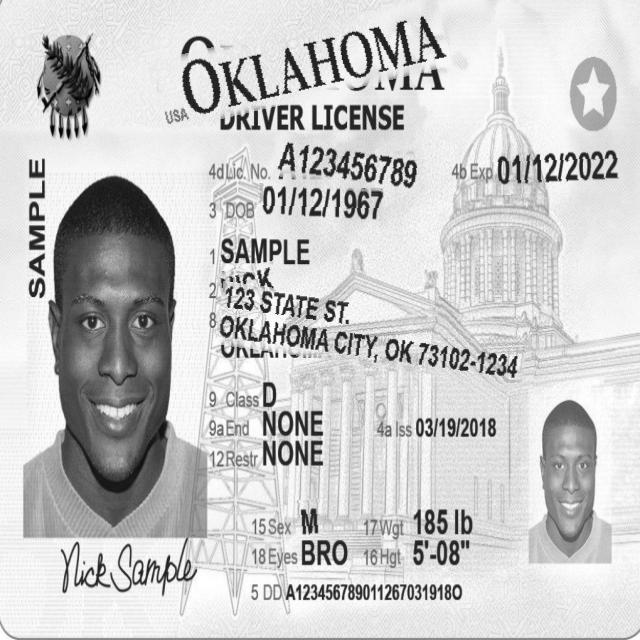 OKLAHOMA
USA
DRIVER LICENSE
4d Lic. No. A123456789 4b Exp 01/12/2022
3 DOB 01/12/1967
SAMPLE
1 SAMPLE
2 NICK
8 123 STATE ST.
OKLAHOMA CITY, OK 73102-1234
9 Class D
9a End NONE 4a Iss 03/19/2018
12 Restr NONE
15 Sex M 17 Wgt 185 lb
18 Eyes BRO 16 Hgt 5'-08"
Nick Sample
5 DD A1234567890112670319180